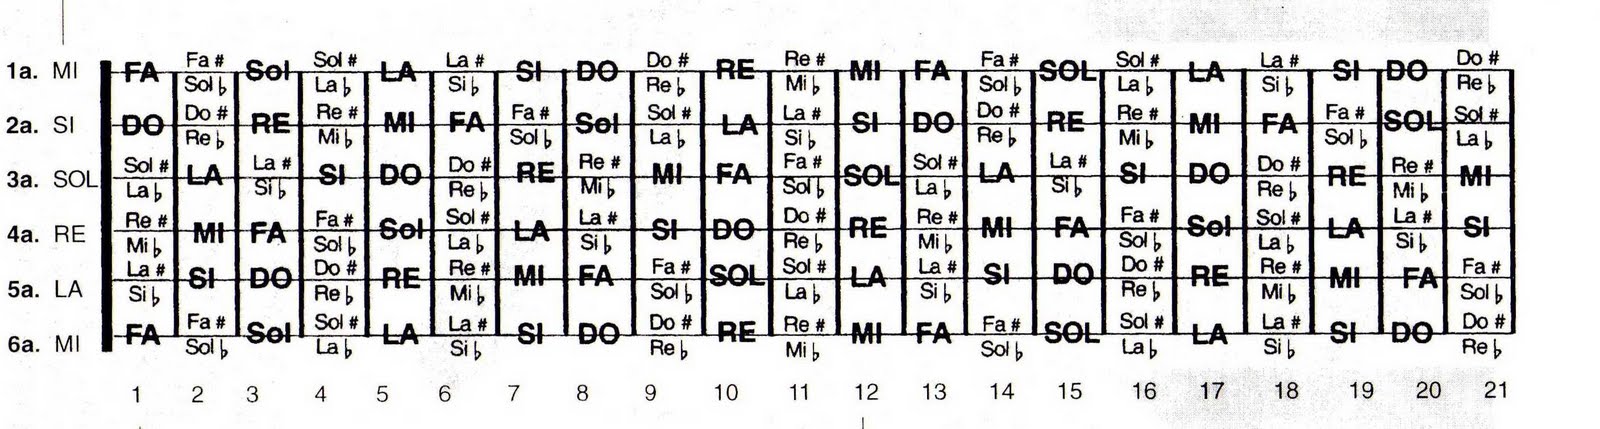 Fa # Sol # La # Do # Re # Fa # Sol # La # Do #
1a. MI FA Sol LA SI DO RE MI FA SOL LA SI DO
Sol ♭ La ♭ Si ♭ Re ♭ Mi ♭ Sol ♭ La ♭ Si ♭ Re ♭
Do # Re # Fa # Sol # La # Do # Re # Fa # Sol #
2a. SI DO RE MI FA Sol LA SI DO RE MI FA SOL
Re ♭ Mi ♭ Sol ♭ La ♭ Si ♭ Re ♭ Mi ♭ Sol ♭ La ♭
Sol # La # Do # Re # Fa # Sol # La # Do # Re #
3a. SOL LA SI DO RE MI FA SOL LA SI DO RE MI
La ♭ Si ♭ Re ♭ Mi ♭ Sol ♭ La ♭ Si ♭ Re ♭ Mi ♭
Re # Fa # Sol # La # Do # Re # Fa # Sol # La #
4a. RE MI FA Sol LA SI DO RE MI FA Sol LA SI
Mi ♭ Sol ♭ La ♭ Si ♭ Re ♭ Mi ♭ Sol ♭ La ♭ Si ♭
La # Do # Re # Fa # Sol # La # Do # Re # Fa #
5a. LA SI DO RE MI FA SOL LA SI DO RE MI FA
Si ♭ Re ♭ Mi ♭ Sol ♭ La ♭ Si ♭ Re ♭ Mi ♭ Sol ♭
Fa # Sol # La # Do # Re # Fa # Sol # La # Do #
6a. MI FA Sol LA SI DO RE MI FA SOL LA SI DO
Sol ♭ La ♭ Si ♭ Re ♭ Mi ♭ Sol ♭ La ♭ Si ♭ Re ♭
1 2 3 4 5 6 7 8 9 10 11 12 13 14 15 16 17 18 19 20 21